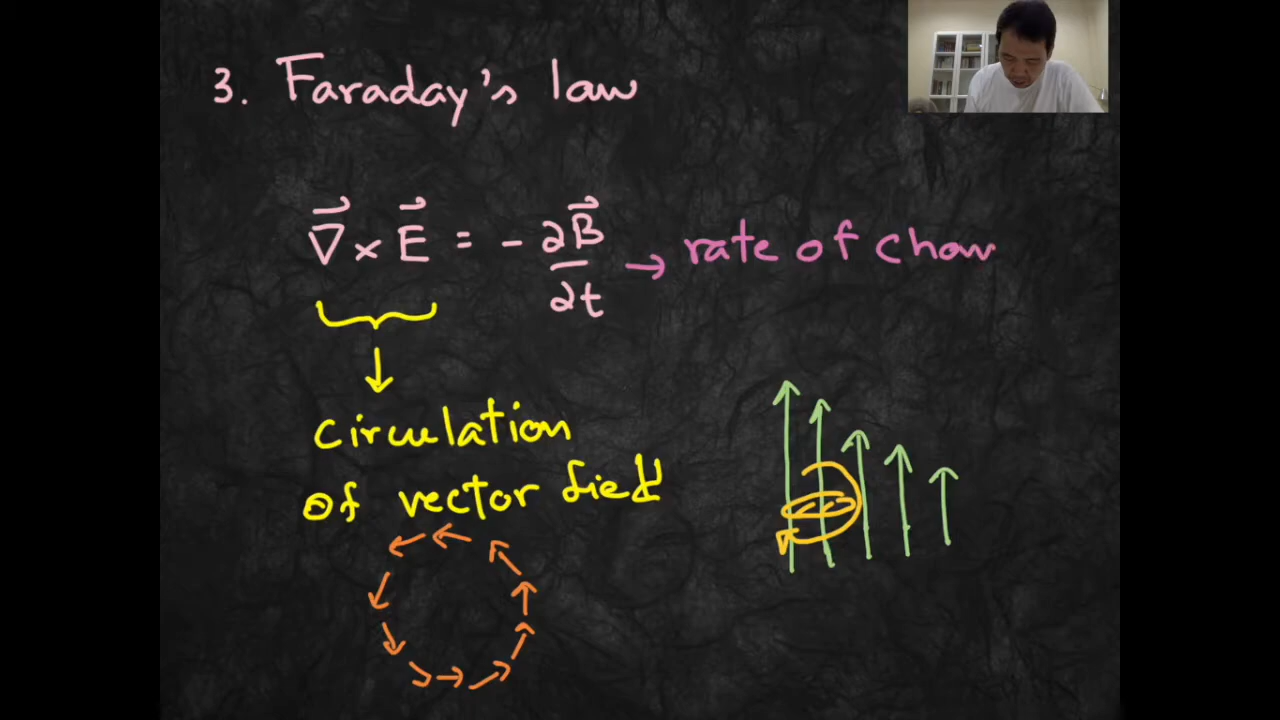 3. Faraday's law
∇⃗ × E⃗ = - ∂B⃗/∂t → rate of chan
circulation
of vector field